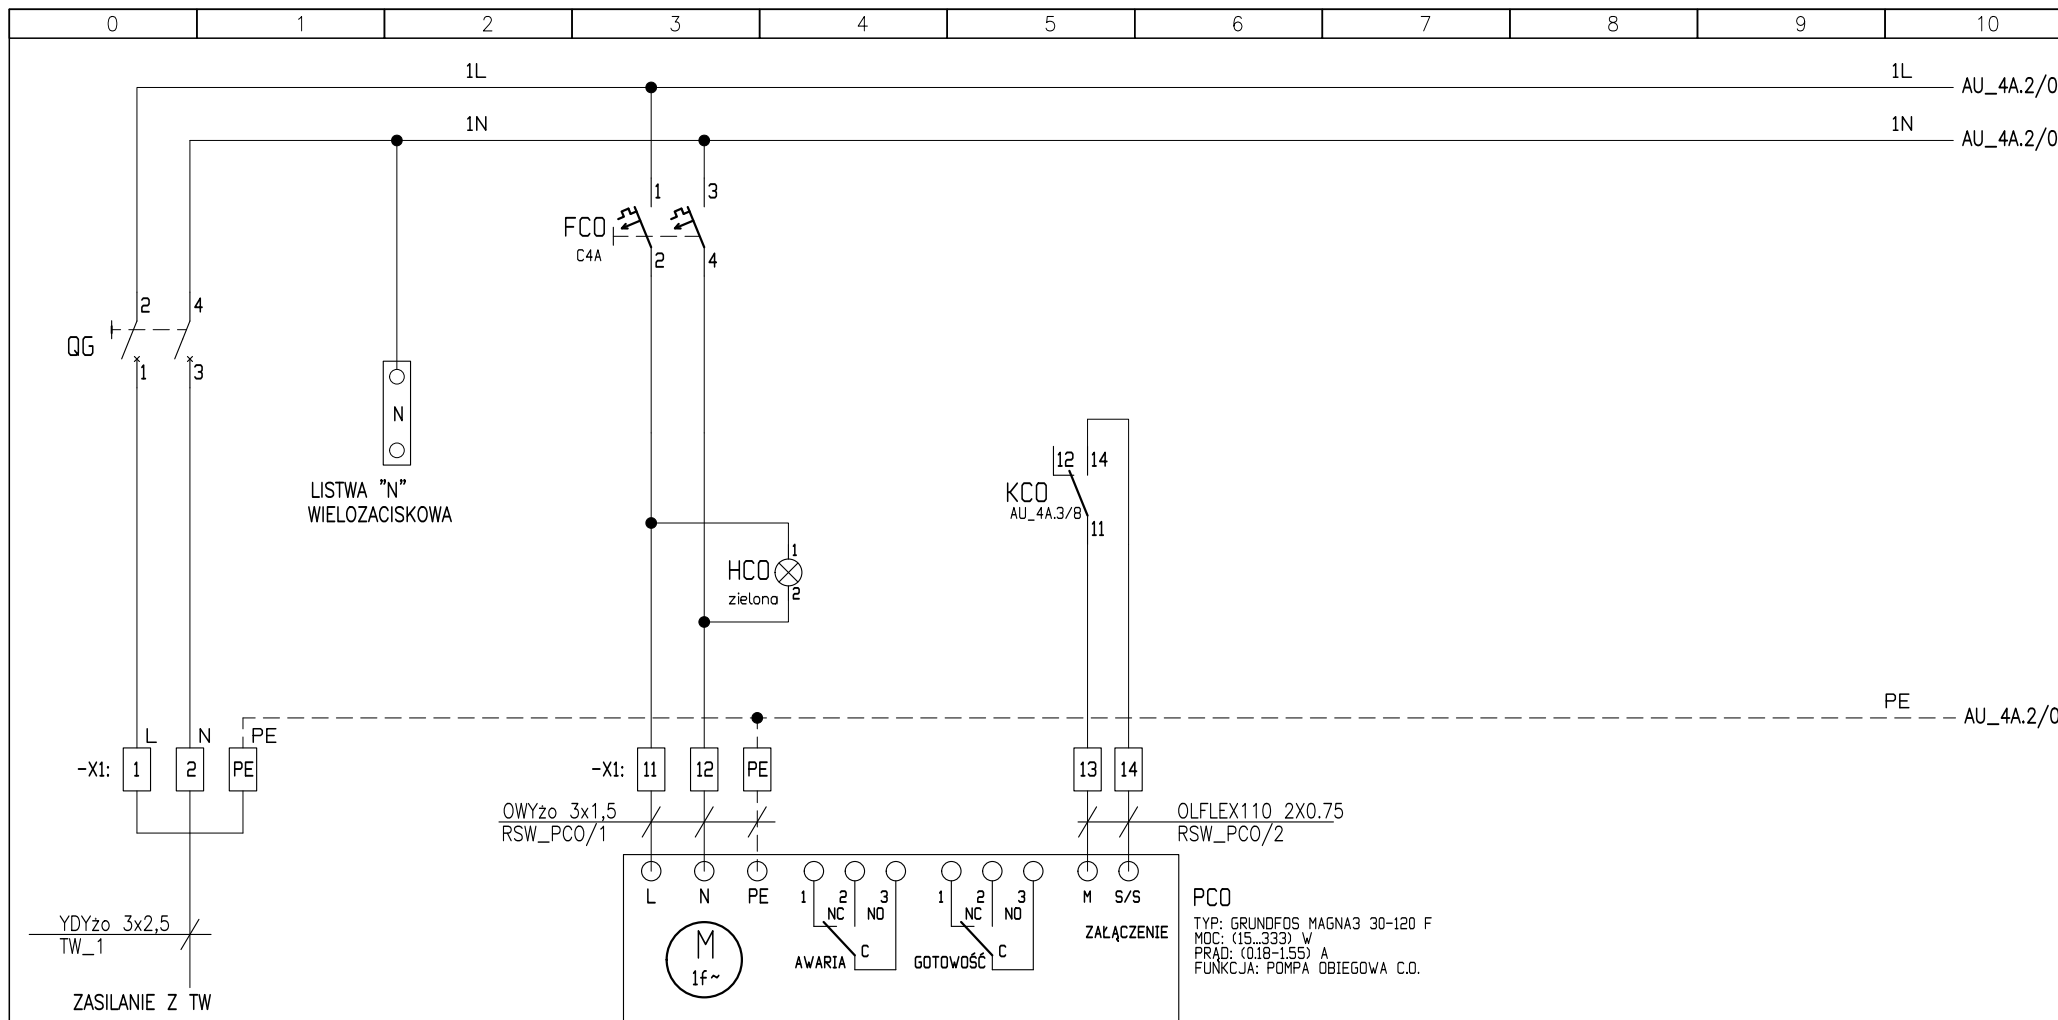 0 1 2 3 4 5 6 7 8 9 10
1L 1L AU_4A.2/0
1N 1N AU_4A.2/0
1 3
FCO
C4A
2 4
2 4
QG
1 3
N
LISTWA "N"
WIELOZACISKOWA
12 14
KCO
AU_4A.3/8
11
1
HCO
zielona
2
PE AU_4A.2/0
L N PE
-X1: 1 2 PE
-X1: 11 12 PE 13 14
OWYżo 3x1,5
RSW_PCO/1
OLFLEX110 2X0.75
RSW_PCO/2
L N PE
1 2 3
NC NO
C
AWARIA
1 2 3
NC NO
C
GOTOWOŚĆ
M S/S
ZAŁĄCZENIE
M
1f~
PCO
TYP: GRUNDFOS MAGNA3 30-120 F
MOC: (15...333) W
PRĄD: (0.18-1.55) A
FUNKCJA: POMPA OBIEGOWA C.O.
YDYżo 3x2,5
TW_1
ZASILANIE Z TW